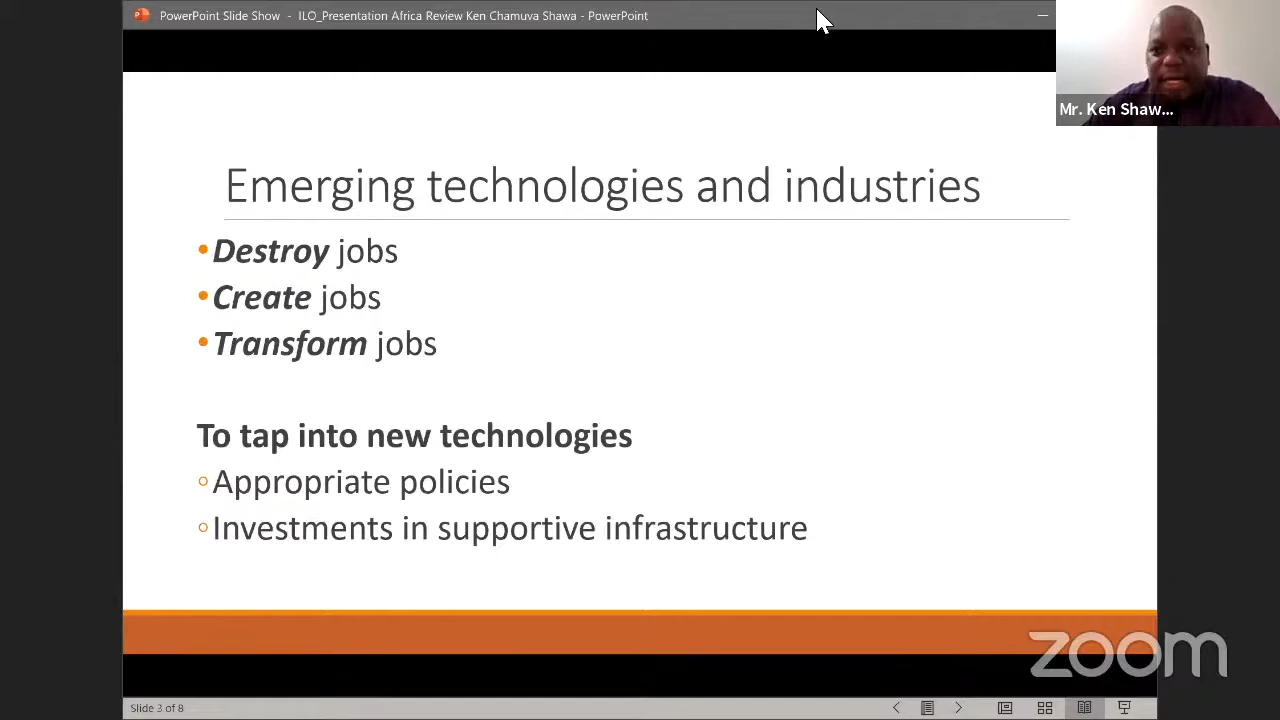 PowerPoint Slide Show - ILO_Presentation Africa Review Ken Chamuva Shawa - PowerPoint
Mr. Ken Shaw...
Emerging technologies and industries
•Destroy jobs
•Create jobs
•Transform jobs
To tap into new technologies
◦Appropriate policies
◦Investments in supportive infrastructure
zoom
Slide 3 of 8